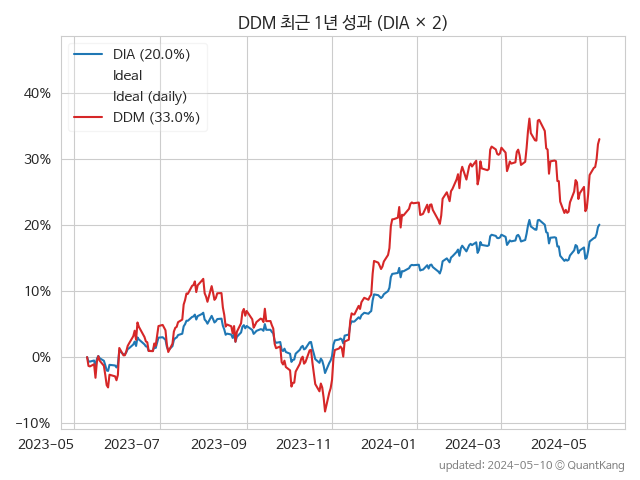 DDM 최근 1년 성과 (DIA × 2)
DIA (20.0%)
Ideal
Ideal (daily)
DDM (33.0%)
40%
30%
20%
10%
0%
−10%
2023-05 2023-07 2023-09 2023-11 2024-01 2024-03 2024-05
updated: 2024-05-10 © QuantKang